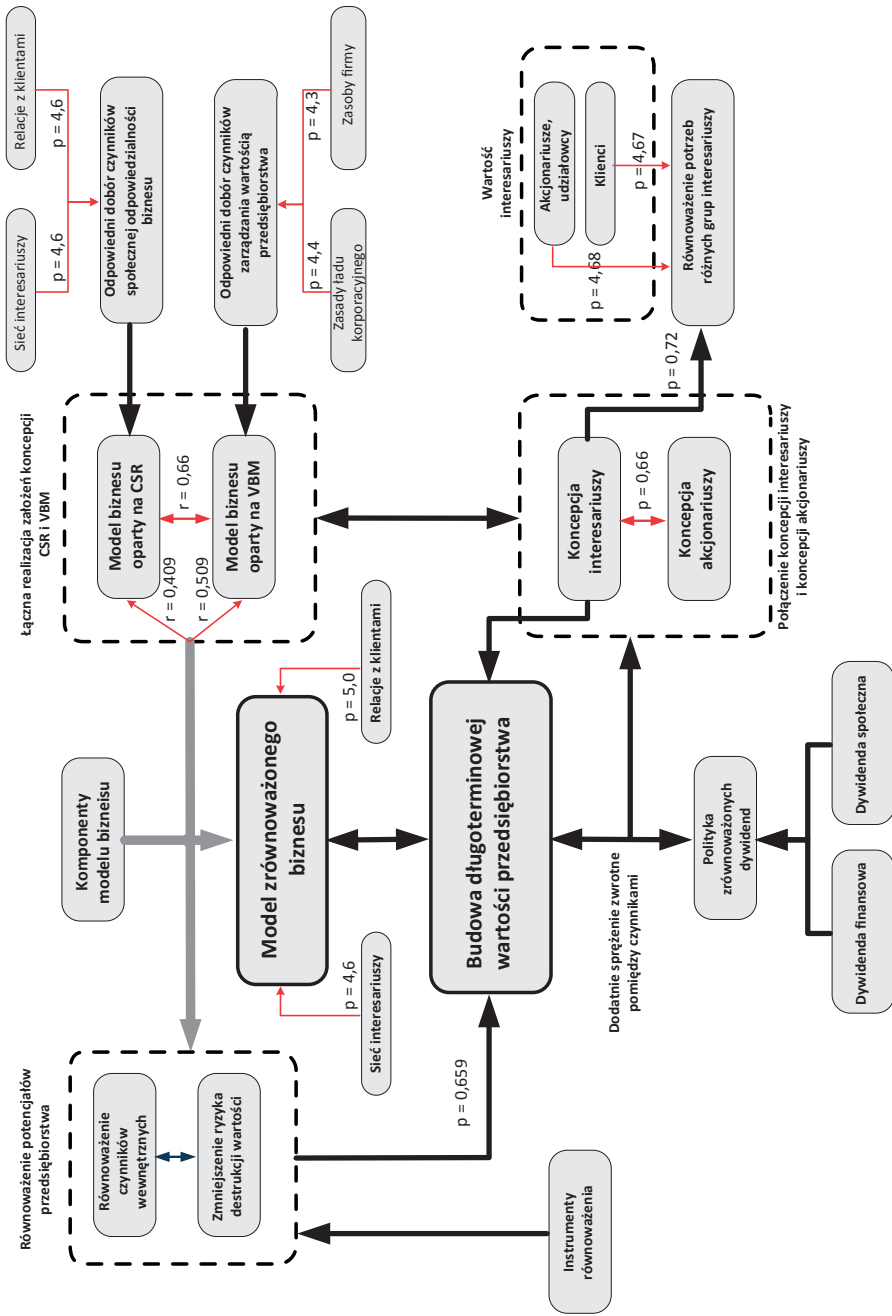 Równoważenie potencjałów
przedsiębiorstwa
Równoważenie
czynników
wewnętrznych
Zmniejszenie ryzyka
destrukcji wartości
Instrumenty
równoważenia
p = 0,659
Komponenty
modelu bizneisu
Model zrównoważonego
biznesu
p = 4,6
Sieć interesariuszy
p = 5,0
Relacje z klientami
Budowa długoterminowej
wartości przedsiębiorstwa
Dodatnie sprężenie zwrotne
pomiędzy czynnikami
Polityka
zrównoważonych
dywidend
Dywidenda finansowa
Dywidenda społeczna
Łączna realizacja założeń koncepcji
CSR i VBM
Model biznesu
oparty na CSR
r = 0,409
r = 0,66
r = 0,509
Model biznesu
oparty na VBM
Koncepcja
interesariuszy
p = 0,66
Koncepcja
akcjonariuszy
Połączenie koncepcji interesariuszy
i koncepcji akcjonariuszy
Sieć interesariuszy
Relacje z klientami
p = 4,6
p = 4,6
Odpowiedni dobór czynników
społecznej odpowiedzialności
biznesu
Odpowiedni dobór czynników
zarządzania wartością
przedsiębiorstwa
p = 4,4
p = 4,3
Zasady ładu
korporacyjnego
Zasoby firmy
Wartość
interesariuszy
Akcjonariusze,
udziałowcy
Klienci
p = 4,68
p = 4,67
p = 0,72
Równoważenie potrzeb
różnych grup interesariuszy